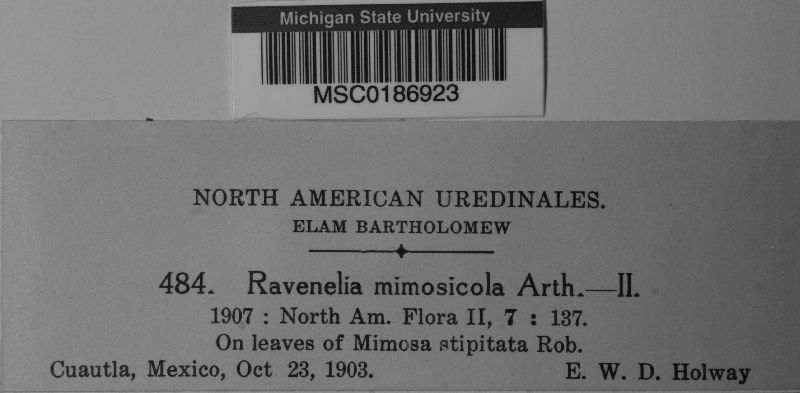 Michigan State University
MSC0186923
NORTH AMERICAN UREDINALES.
ELAM BARTHOLOMEW
484. Ravenelia mimosicola Arth.—II.
1907 : North Am. Flora II, 7 : 137.
On leaves of Mimosa stipitata Rob.
Cuautla, Mexico, Oct 23, 1903. E. W. D. Holway